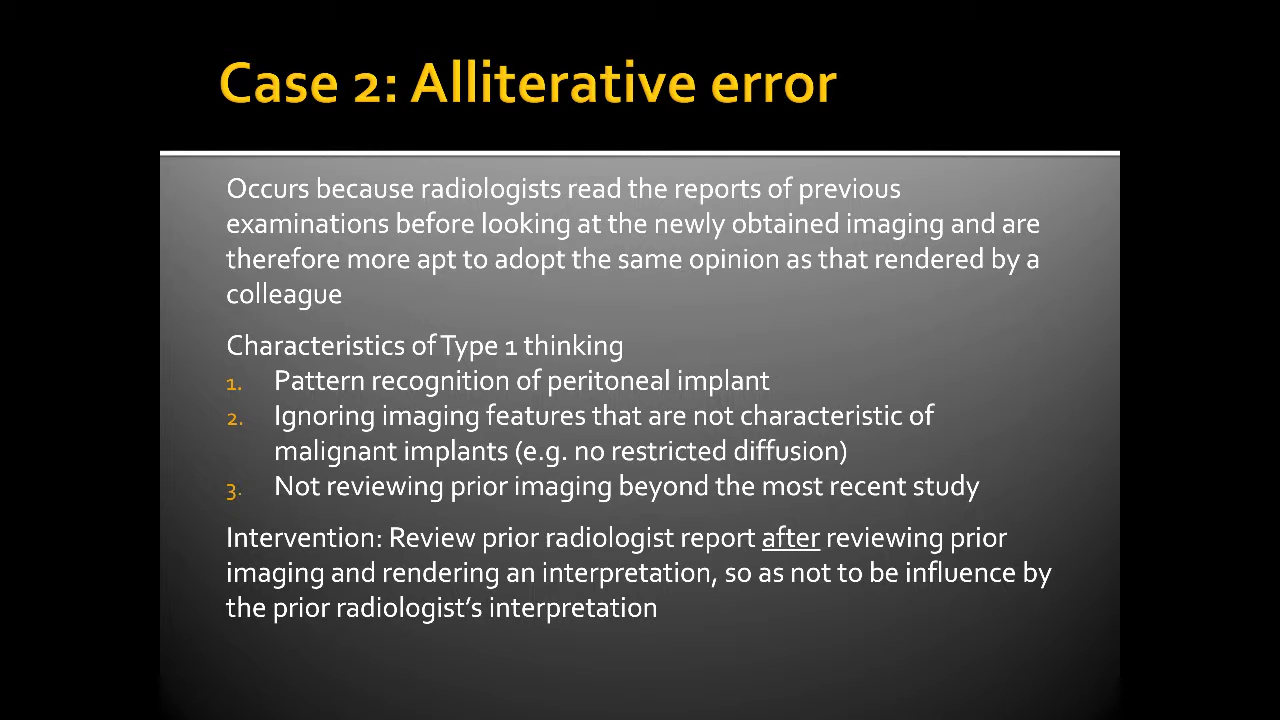 Case 2: Alliterative error
Occurs because radiologists read the reports of previous
examinations before looking at the newly obtained imaging and are
therefore more apt to adopt the same opinion as that rendered by a
colleague
Characteristics of Type 1 thinking
1. Pattern recognition of peritoneal implant
2. Ignoring imaging features that are not characteristic of
malignant implants (e.g. no restricted diffusion)
3. Not reviewing prior imaging beyond the most recent study
Intervention: Review prior radiologist report after reviewing prior
imaging and rendering an interpretation, so as not to be influence by
the prior radiologist’s interpretation